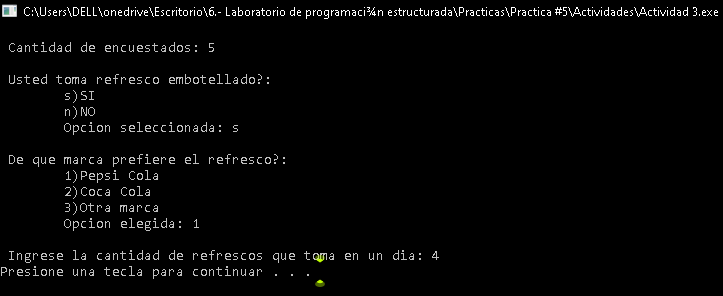 C:\Users\DELL\onedrive\Escritorio\6.- Laboratorio de programaci¾n estructurada\Practicas\Practica #5\Actividades\Actividad 3.exe
Cantidad de encuestados: 5
Usted toma refresco embotellado?:
s)SI
n)NO
Opcion seleccionada: s
De que marca prefiere el refresco?:
1)Pepsi Cola
2)Coca Cola
3)Otra marca
Opcion elegida: 1
Ingrese la cantidad de refrescos que toma en un dia: 4
Presione una tecla para continuar . . .